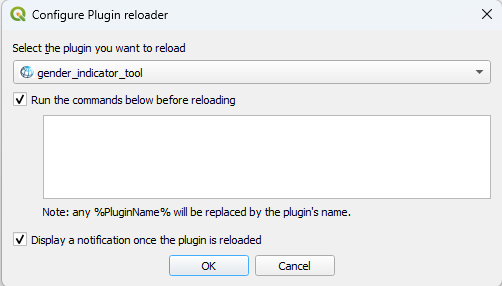 Configure Plugin reloader
Select the plugin you want to reload
gender_indicator_tool
Run the commands below before reloading
Note: any %PluginName% will be replaced by the plugin's name.
Display a notification once the plugin is reloaded
OK
Cancel